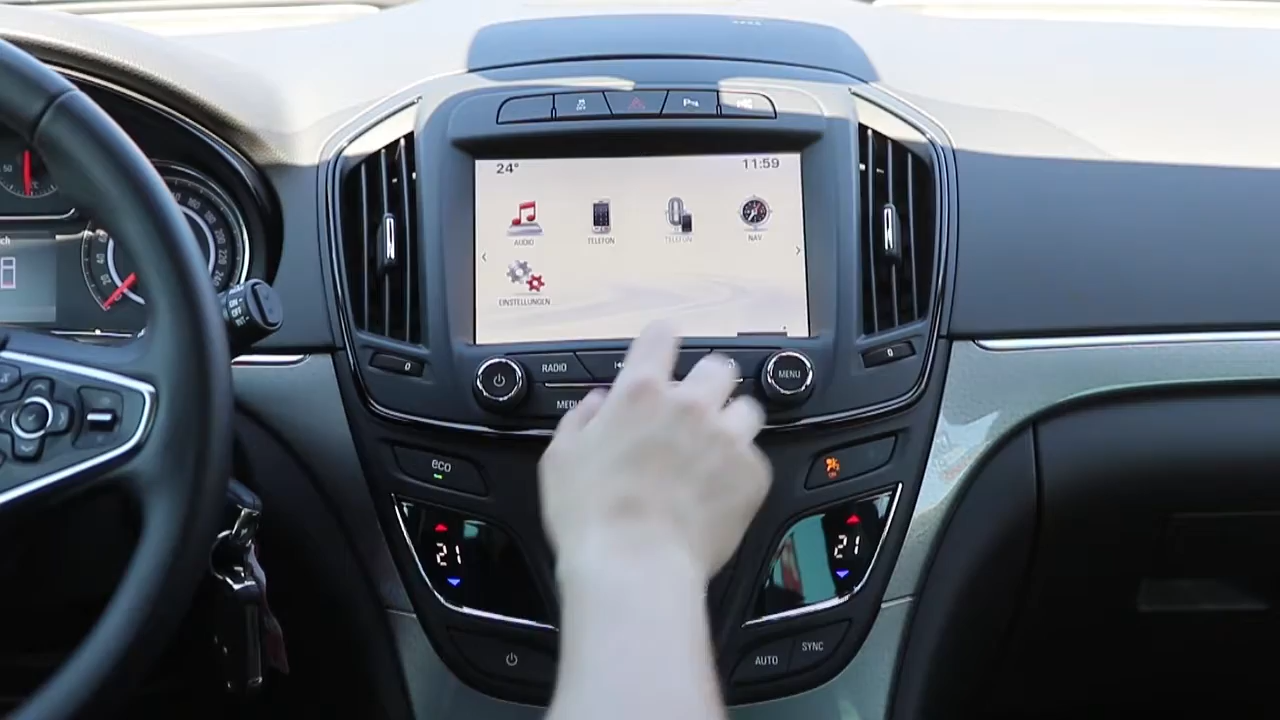 24° 11:59
AUDIO TELEFON TELEFON NAV
EINSTELLUNGEN
RADIO
MENU
eco
21 21
AUTO SYNC